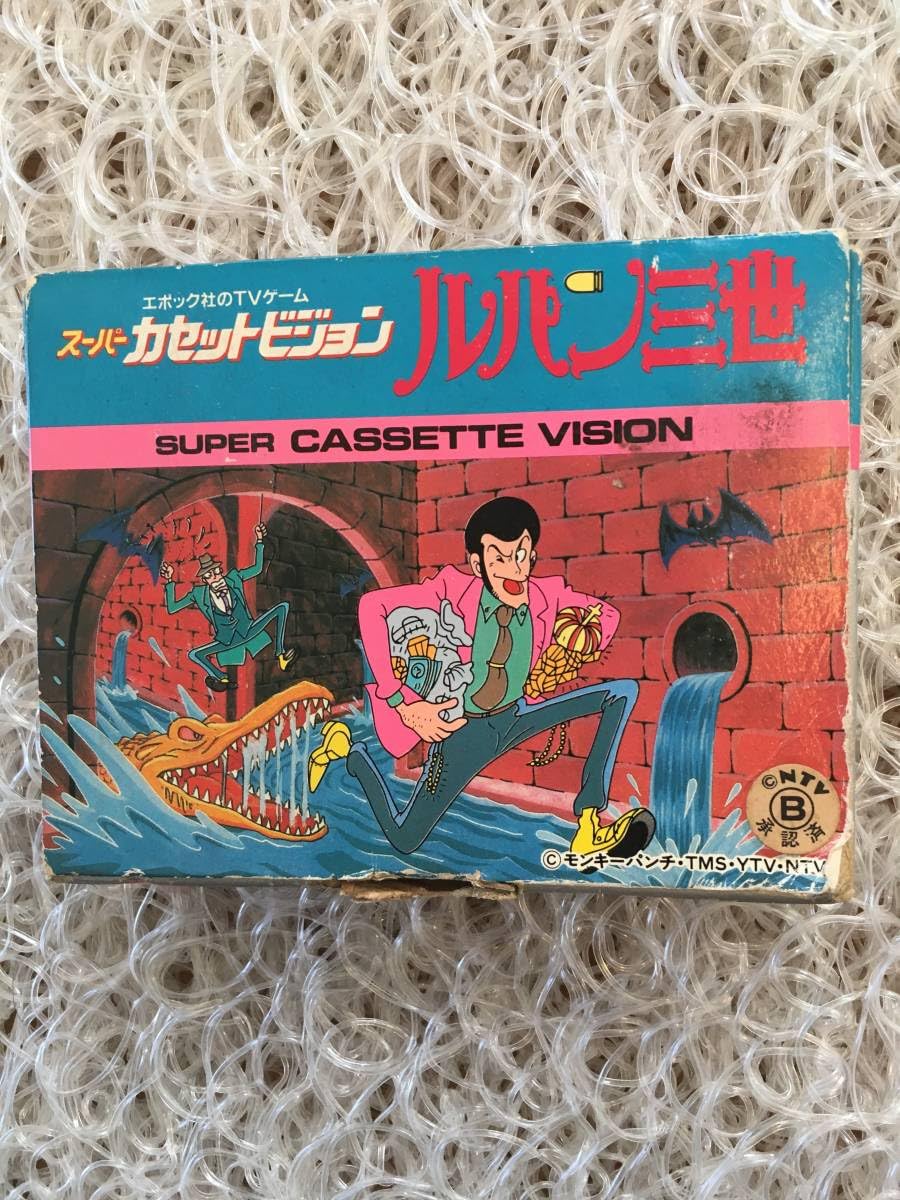 エポック社のTVゲーム
スーパーカセットビジョン
ルパン三世
SUPER CASSETTE VISION
©NTV
B
承認
©モンキーパンチ・TMS・YTV・NTV